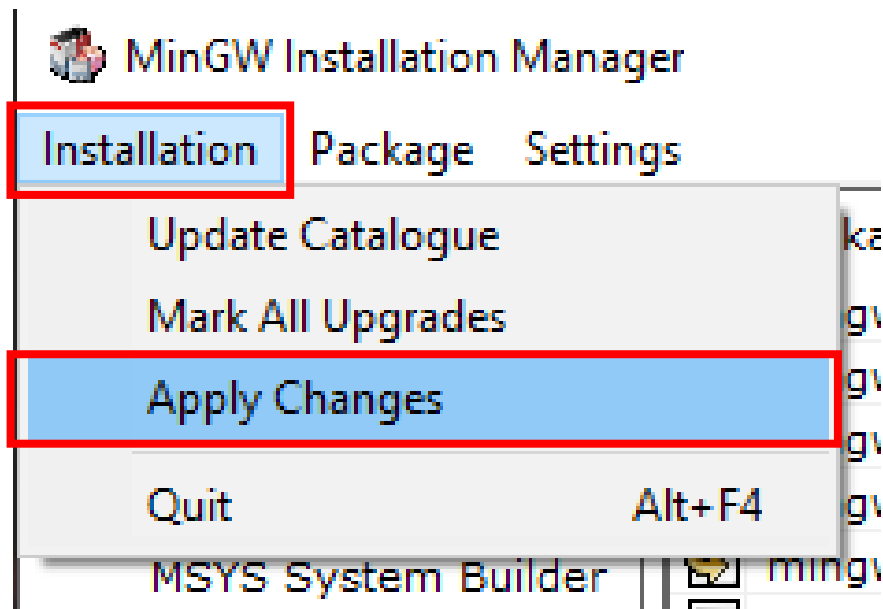 MinGW Installation Manager
Installation Package Settings
Update Catalogue
Mark All Upgrades
Apply Changes
Quit Alt+F4
MSYS System Builder